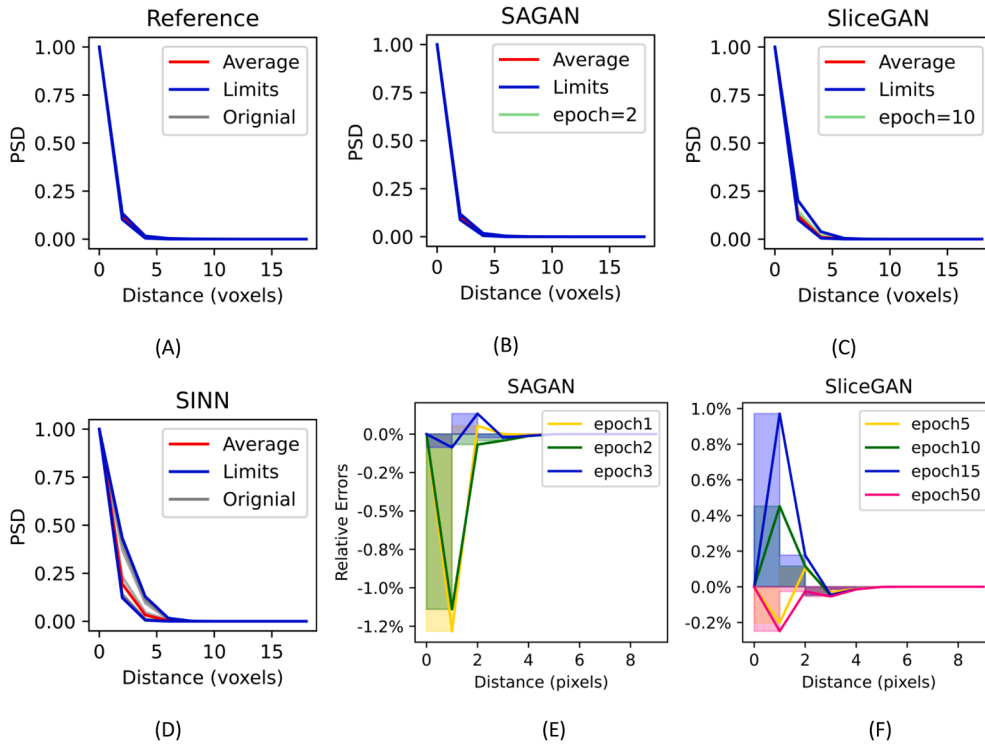 Reference
1.00
0.75
0.50
0.25
0.00
PSD
Average
Limits
Orignial
0 5 10 15
Distance (voxels)
(A)
SAGAN
1.00
0.75
0.50
0.25
0.00
PSD
Average
Limits
epoch=2
0 5 10 15
Distance (voxels)
(B)
SliceGAN
1.00
0.75
0.50
0.25
0.00
PSD
Average
Limits
epoch=10
0 5 10 15
Distance (voxels)
(C)
SINN
1.00
0.75
0.50
0.25
0.00
PSD
Average
Limits
Orignial
0 5 10 15
Distance (voxels)
(D)
SAGAN
0.0%
-0.2%
-0.5%
-0.8%
-1.0%
-1.2%
Relative Errors
epoch1
epoch2
epoch3
0 2 4 6 8
Distance (pixels)
(E)
SliceGAN
1.0%
0.8%
0.6%
0.4%
0.2%
0.0%
-0.2%
epoch5
epoch10
epoch15
epoch50
0 2 4 6 8
Distance (pixels)
(F)